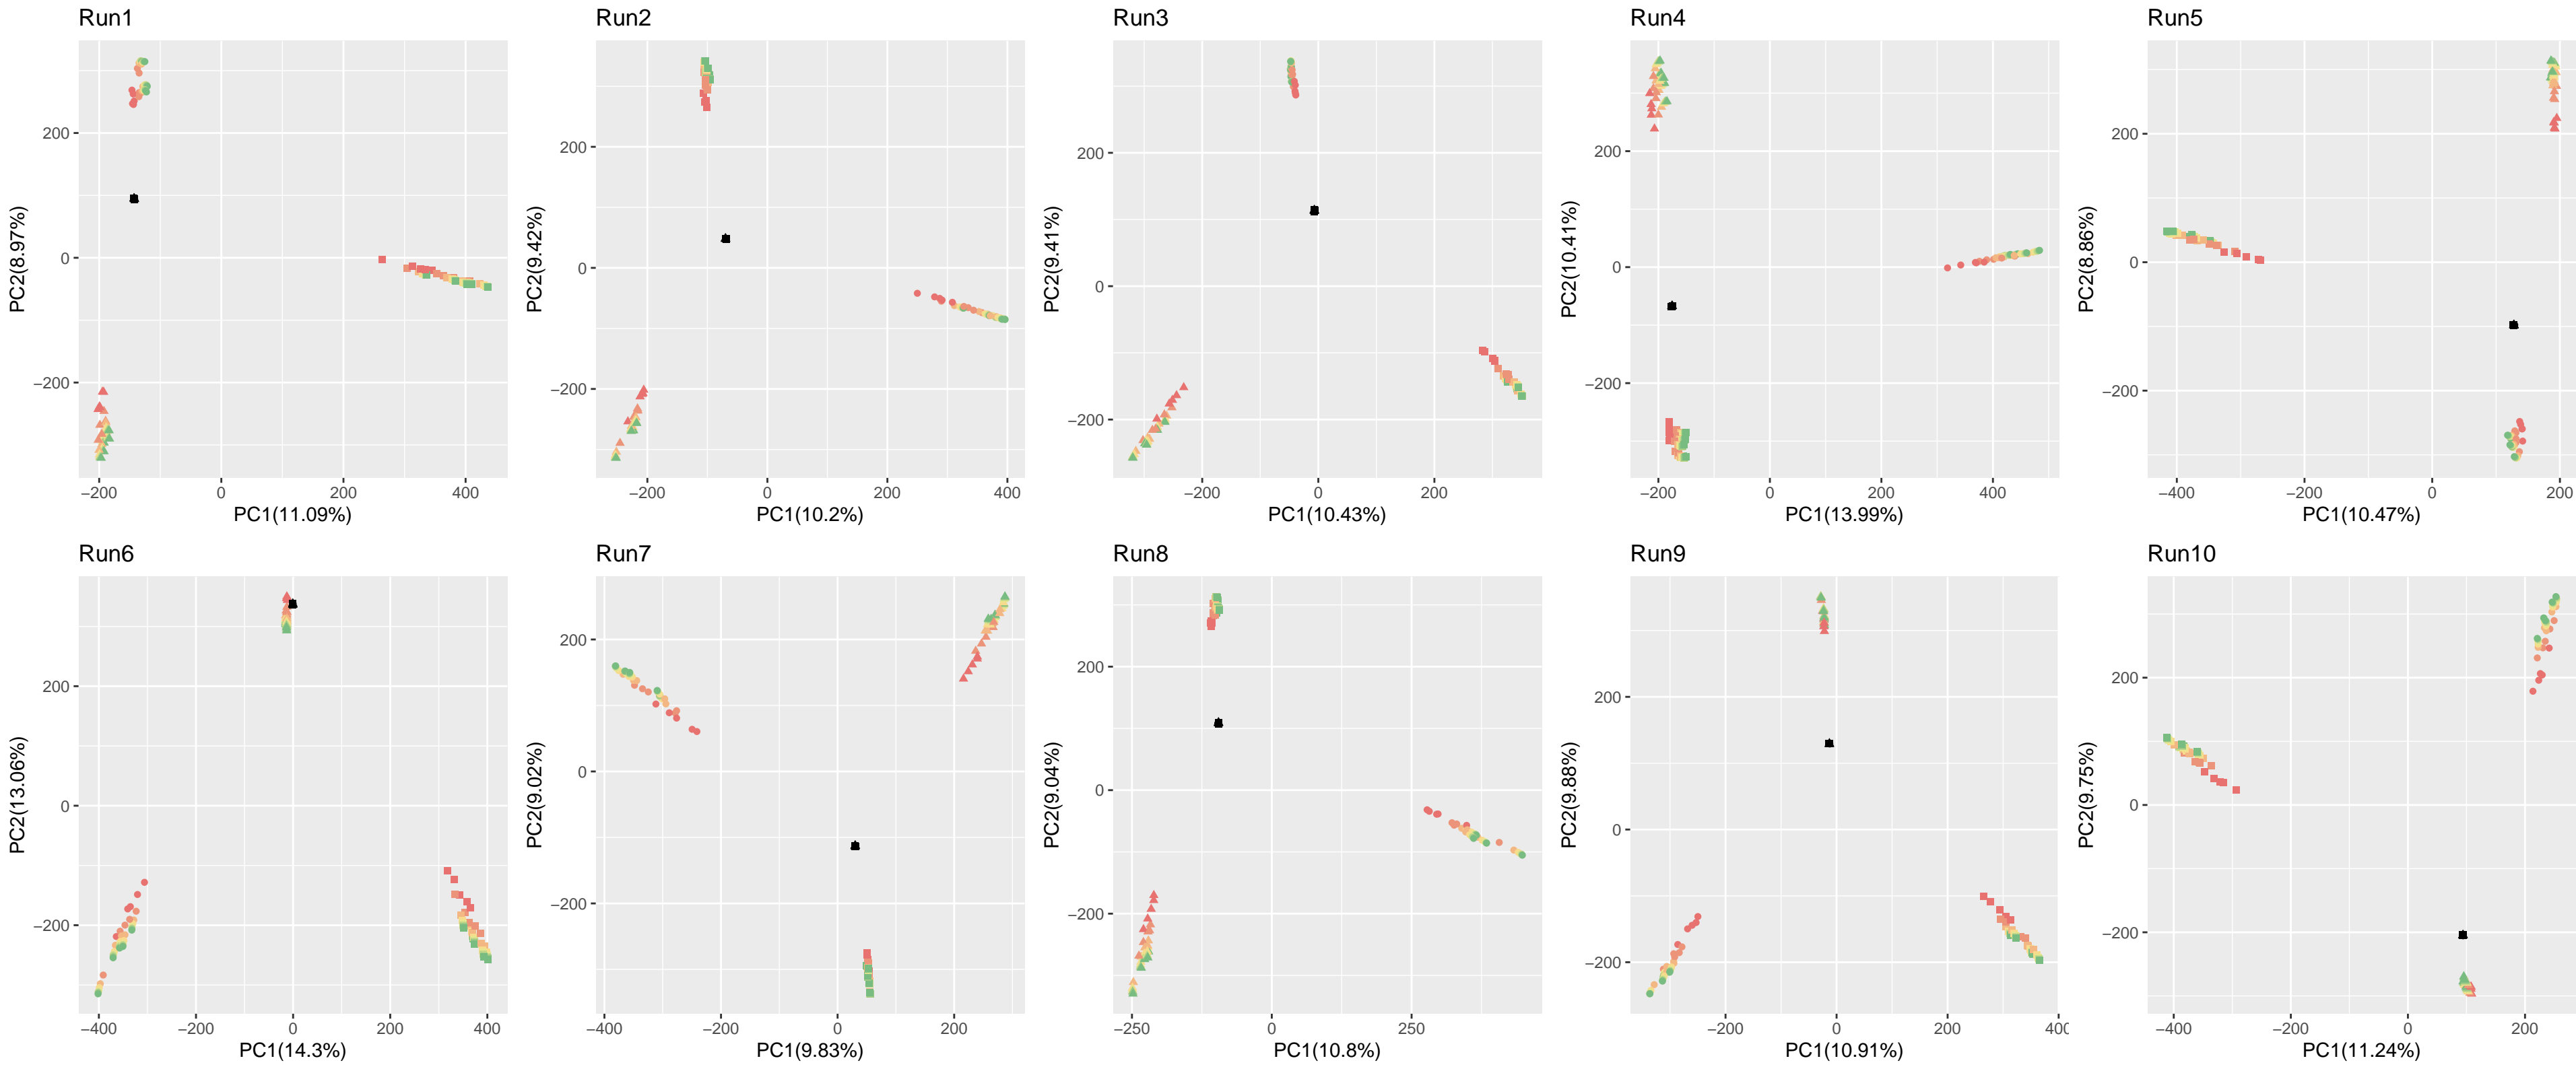 Run1
200
0
−200
PC2(8.97%)
−200 0 200 400
PC1(11.09%)
Run2
200
0
−200
PC2(9.42%)
−200 0 200 400
PC1(10.2%)
Run3
200
0
−200
PC2(9.41%)
−200 0 200
PC1(10.43%)
Run4
200
0
−200
PC2(10.41%)
−200 0 200 400
PC1(13.99%)
Run5
200
0
−200
PC2(8.86%)
−400 −200 0 200
PC1(10.47%)
Run6
200
0
−200
PC2(13.06%)
−400 −200 0 200 400
PC1(14.3%)
Run7
200
0
−200
PC2(9.02%)
−400 −200 0 200
PC1(9.83%)
Run8
200
0
−200
PC2(9.04%)
−250 0 250
PC1(10.8%)
Run9
200
0
−200
PC2(9.88%)
−200 0 200 400
PC1(10.91%)
Run10
200
0
−200
PC2(9.75%)
−400 −200 0 200
PC1(11.24%)